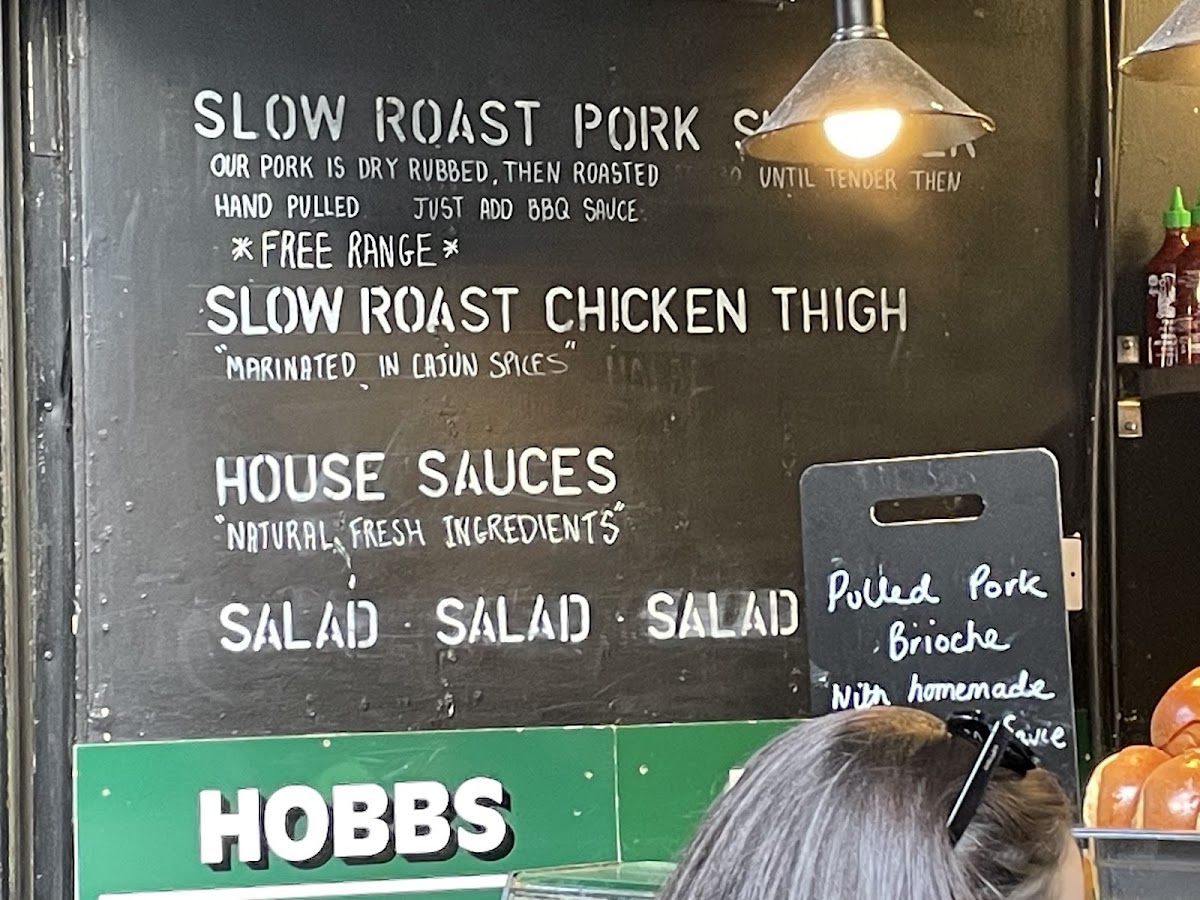 SLOW ROAST PORK
OUR PORK IS DRY RUBBED, THEN ROASTED UNTIL TENDER THEN
HAND PULLED JUST ADD BBQ SAUCE.
*FREE RANGE*
SLOW ROAST CHICKEN THIGH
"MARINATED IN CAJUN SPICES"
HOUSE SAUCES
"NATURAL, FRESH INGREDIENTS"
SALAD · SALAD · SALAD
Pulled Pork
Brioche
With homemade
Sauce
HOBBS